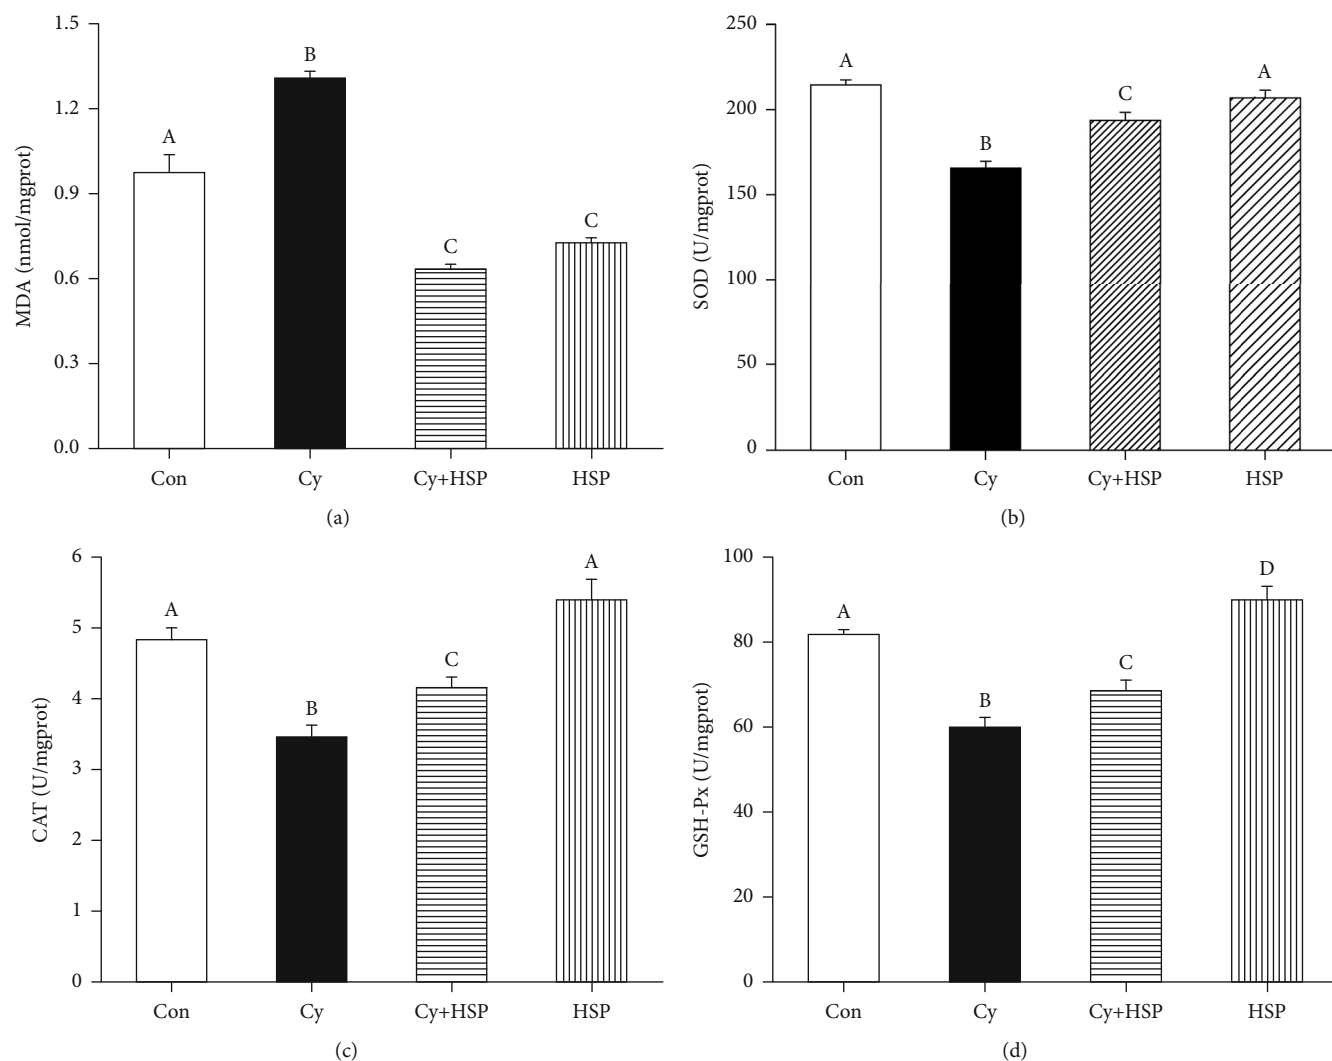 MDA (nmol/mgprot)
1.5
1.2
0.9
0.6
0.3
0.0
A
B
C
C
Con
Cy
Cy+HSP
HSP
(a)
SOD (U/mgprot)
250
200
150
100
50
0
A
B
C
A
Con
Cy
Cy+HSP
HSP
(b)
CAT (U/mgprot)
6
5
4
3
2
1
0
A
B
C
A
Con
Cy
Cy+HSP
HSP
(c)
GSH-Px (U/mgprot)
100
80
60
40
20
0
A
B
C
D
Con
Cy
Cy+HSP
HSP
(d)